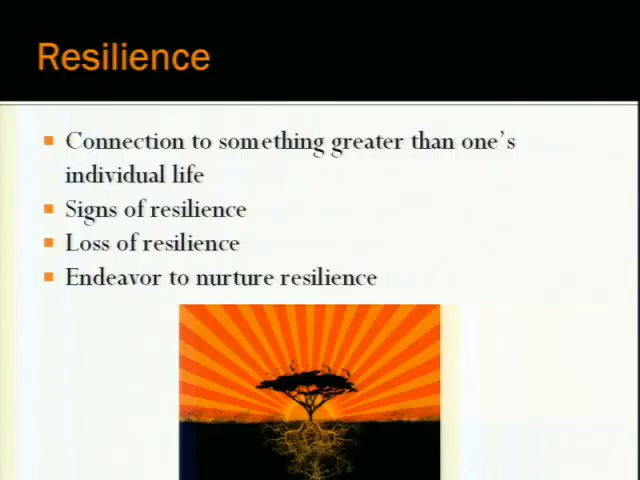 Resilience
Connection to something greater than one's
individual life
Signs of resilience
Loss of resilience
Endeavor to nurture resilience